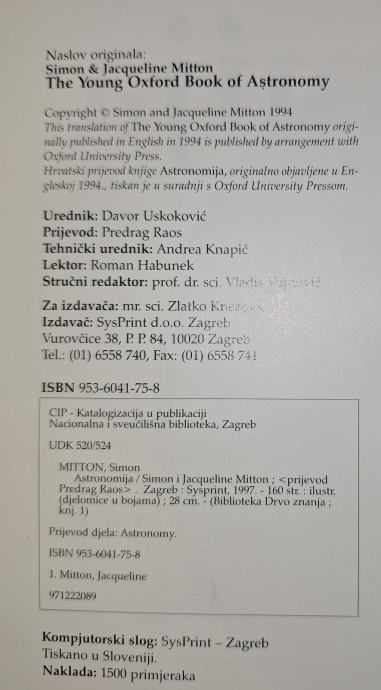 Naslov originala:
Simon & Jacqueline Mitton
The Young Oxford Book of Astronomy
Copyright © Simon and Jacqueline Mitton 1994
This translation of The Young Oxford Book of Astronomy origi-
nally published in English in 1994 is published by arrangement with
Oxford University Press.
Hrvatski prijevod knjige Astronomija, originalno objavljene u En-
gleskoj 1994., tiskan je u suradnji s Oxford University Pressom.
Urednik: Davor Uskoković
Prijevod: Predrag Raos
Tehnički urednik: Andrea Knapić
Lektor: Roman Habunek
Stručni redaktor: prof. dr. sci.
Za izdavača: mr. sci. Zlatko
Izdavač: SysPrint d.o.o. Zagreb
Vurovčice 38, P. P. 84, 10020 Zagreb
Tel.: (01) 6558 740, Fax: (01) 6558 741
ISBN 953-6041-75-8
CIP - Katalogizacija u publikaciji
Nacionalna i sveučilišna biblioteka, Zagreb
UDK 520/524
MITTON, Simon
Astronomija / Simon i Jacqueline Mitton ; <prijevod
Predrag Raos> . Zagreb : Sysprint, 1997. - 160 str. : ilustr.
(djelomice u bojama) ; 28 cm. - (Biblioteka Drvo znanja ;
knj. 1)
Prijevod djela: Astronomy.
ISBN 953-6041-75-8
1. Mitton, Jacqueline
971222089
Kompjutorski slog: SysPrint – Zagreb
Tiskano u Sloveniji.
Naklada: 1500 primjeraka